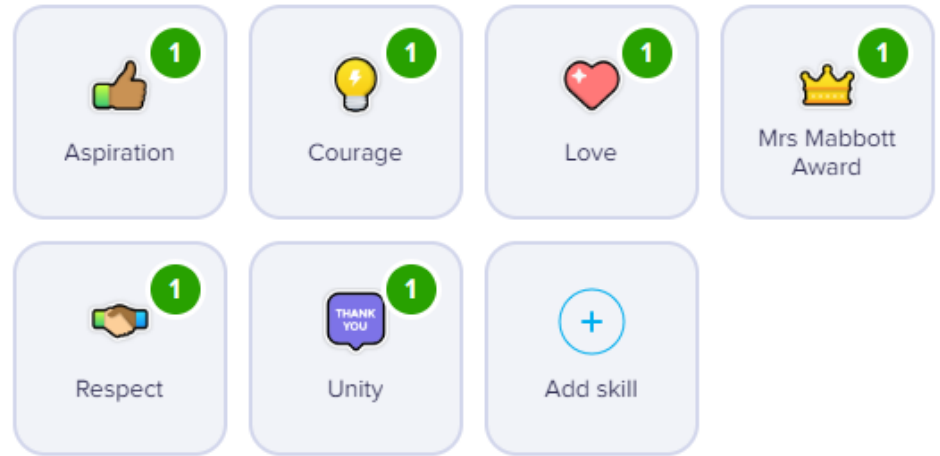 1
1
1
1
Aspiration
Courage
Love
Mrs Mabbott
Award
1
1
THANK
YOU
Respect
Unity
Add skill